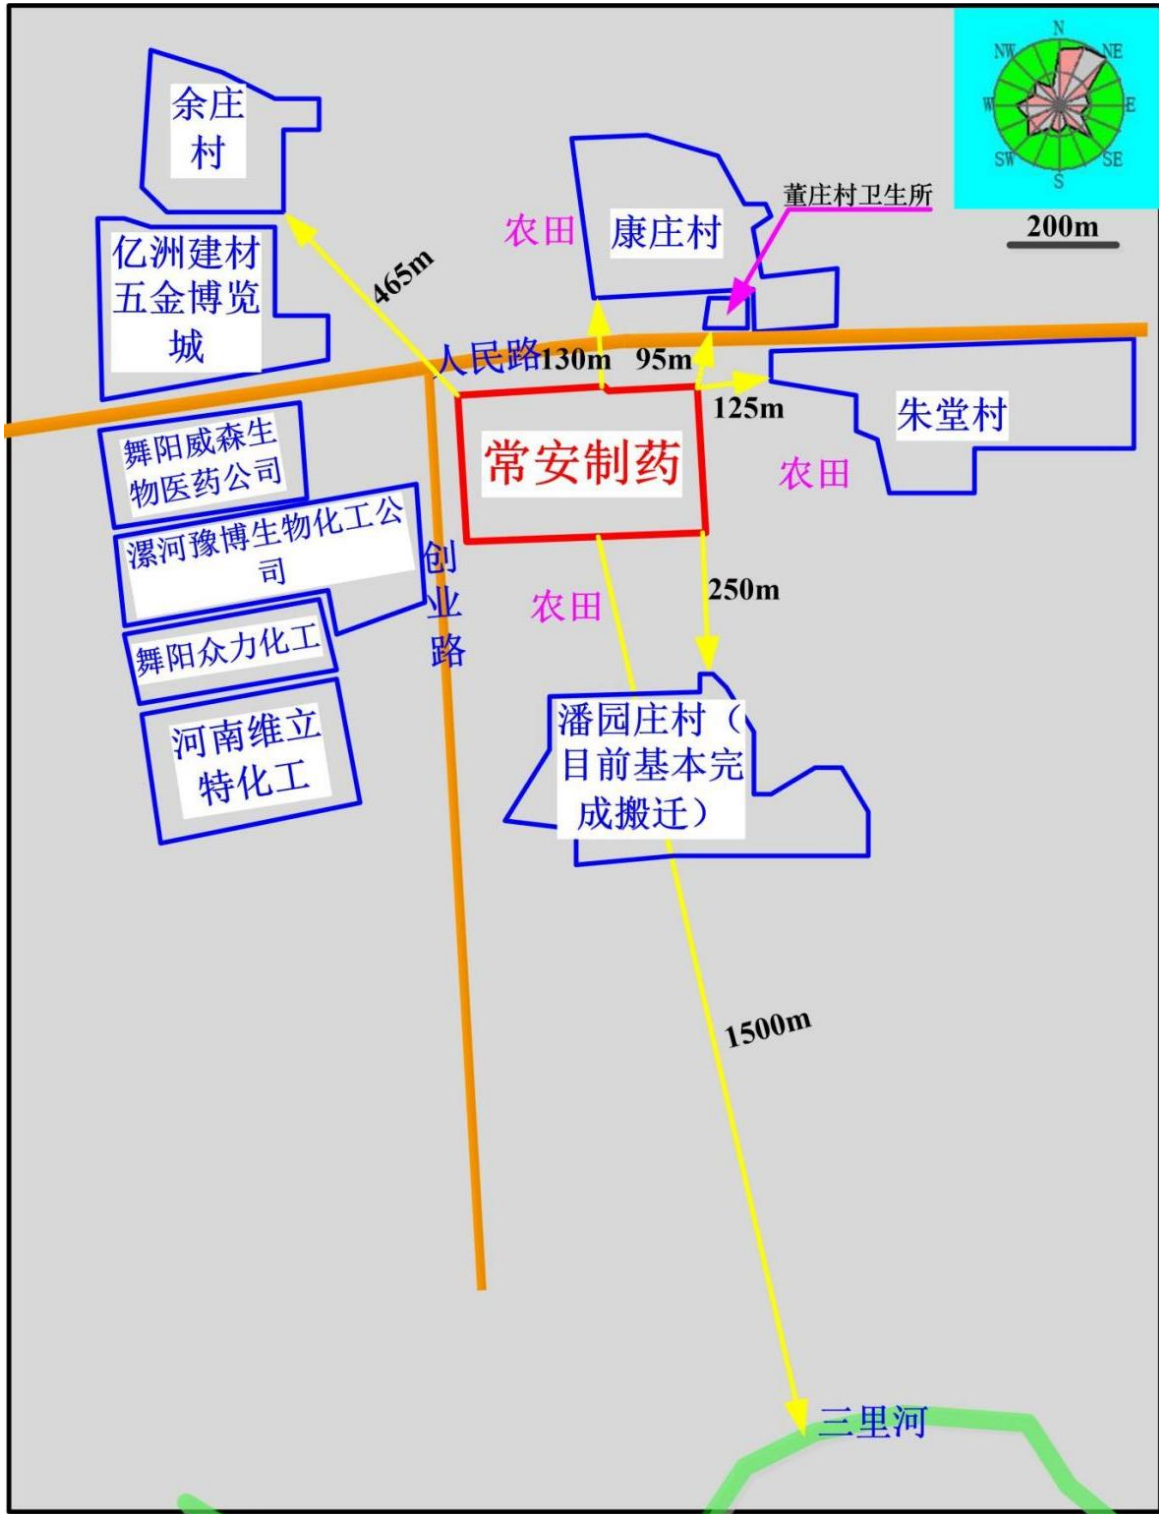 N
NW
NE
W
E
SW
SE
S
200m
余庄
村
董庄村卫生所
农田
康庄村
亿洲建材
五金博览
城
465m
人民路
130m
95m
125m
朱堂村
舞阳威森生
物医药公司
常安制药
农田
漯河豫博生物化工公
司
创
业
路
农田
250m
舞阳众力化工
河南维立
特化工
潘园庄村（
目前基本完
成搬迁）
1500m
三里河